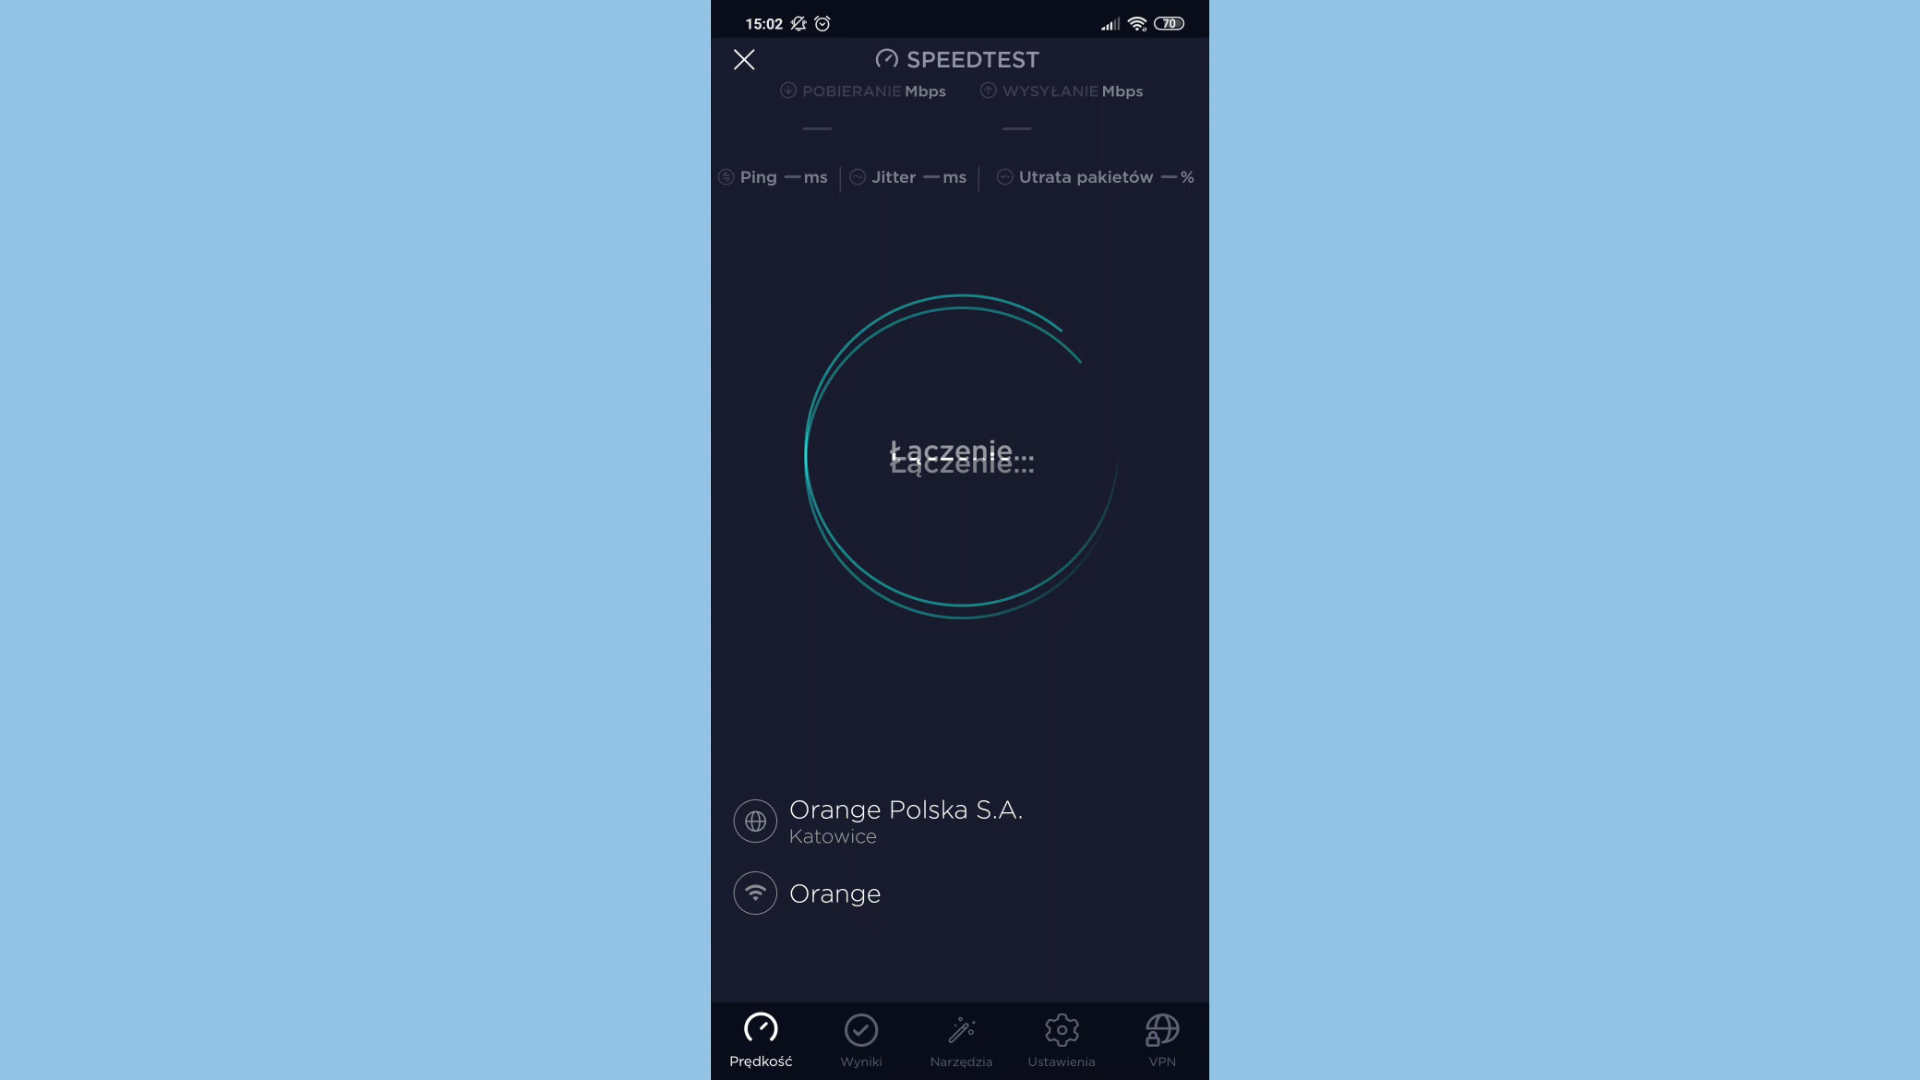 15:02 70
SPEEDTEST
POBIERANIE Mbps WYSYŁANIE Mbps
— —
Ping — ms Jitter — ms Utrata pakietów — %
Łączenie...
Orange Polska S.A.
Katowice
Orange
Prędkość Wyniki Narzędzia Ustawienia VPN